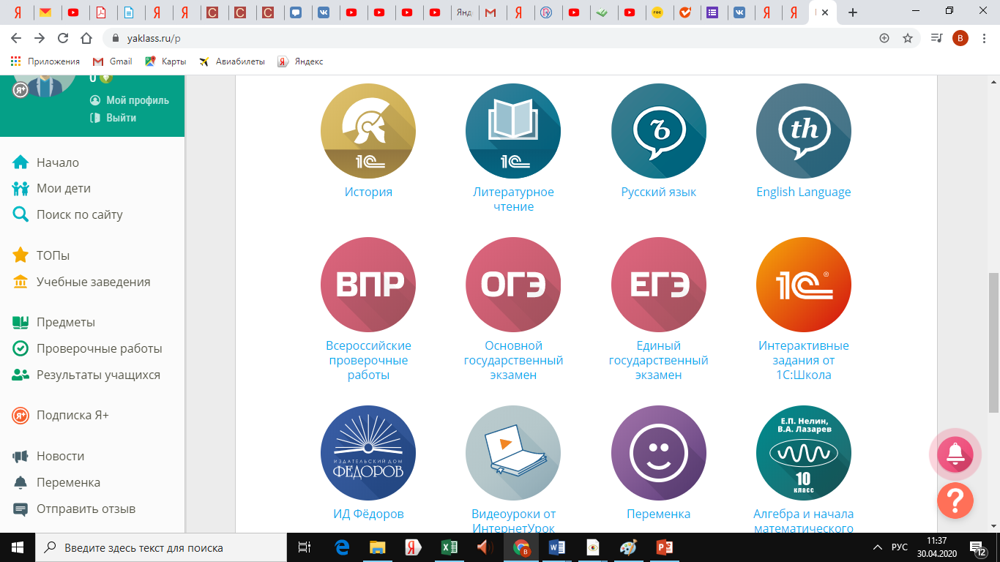 Янд
yaklass.ru/p
В
Приложения
Gmail
Карты
Авиабилеты
Яндекс
0
Я+
Мой профиль
Выйти
Начало
Мои дети
Поиск по сайту
ТОПы
Учебные заведения
Предметы
Проверочные работы
Результаты учащихся
Подписка Я+
Новости
Переменка
Отправить отзыв
1С
История
1С
Литературное
чтение
Ъ
Русский язык
th
English Language
ВПР
Всероссийские
проверочные
работы
ОГЭ
Основной
государственный
экзамен
ЕГЭ
Единый
государственный
экзамен
1С®
Интерактивные
задания от
1С:Школа
ИЗДАТЕЛЬСКИЙ ДОМ
ФЕДОРОВ
ИД Фёдоров
Видеоуроки от
ИнтернетУрок
Переменка
Е.П. Нелин,
В.А. Лазарев
10
класс
Алгебра и начала
математического
?
Введите здесь текст для поиска
РУС
11:37
30.04.2020
12